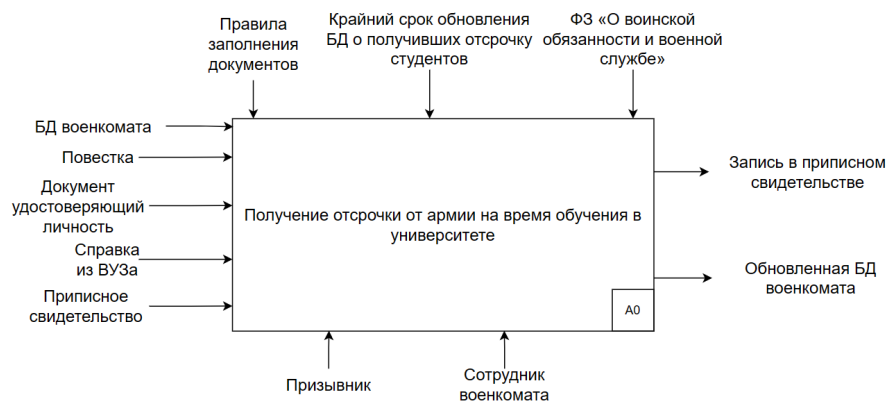 Правила
заполнения
документов
Крайний срок обновления
БД о получивших отсрочку
студентов
ФЗ «О воинской
обязанности и военной
службе»
БД военкомата
Повестка
Документ
удостоверяющий
личность
Справка
из ВУЗа
Приписное
свидетельство
Получение отсрочки от армии на время обучения в
университете
A0
Запись в приписном
свидетельстве
Обновленная БД
военкомата
Призывник
Сотрудник
военкомата